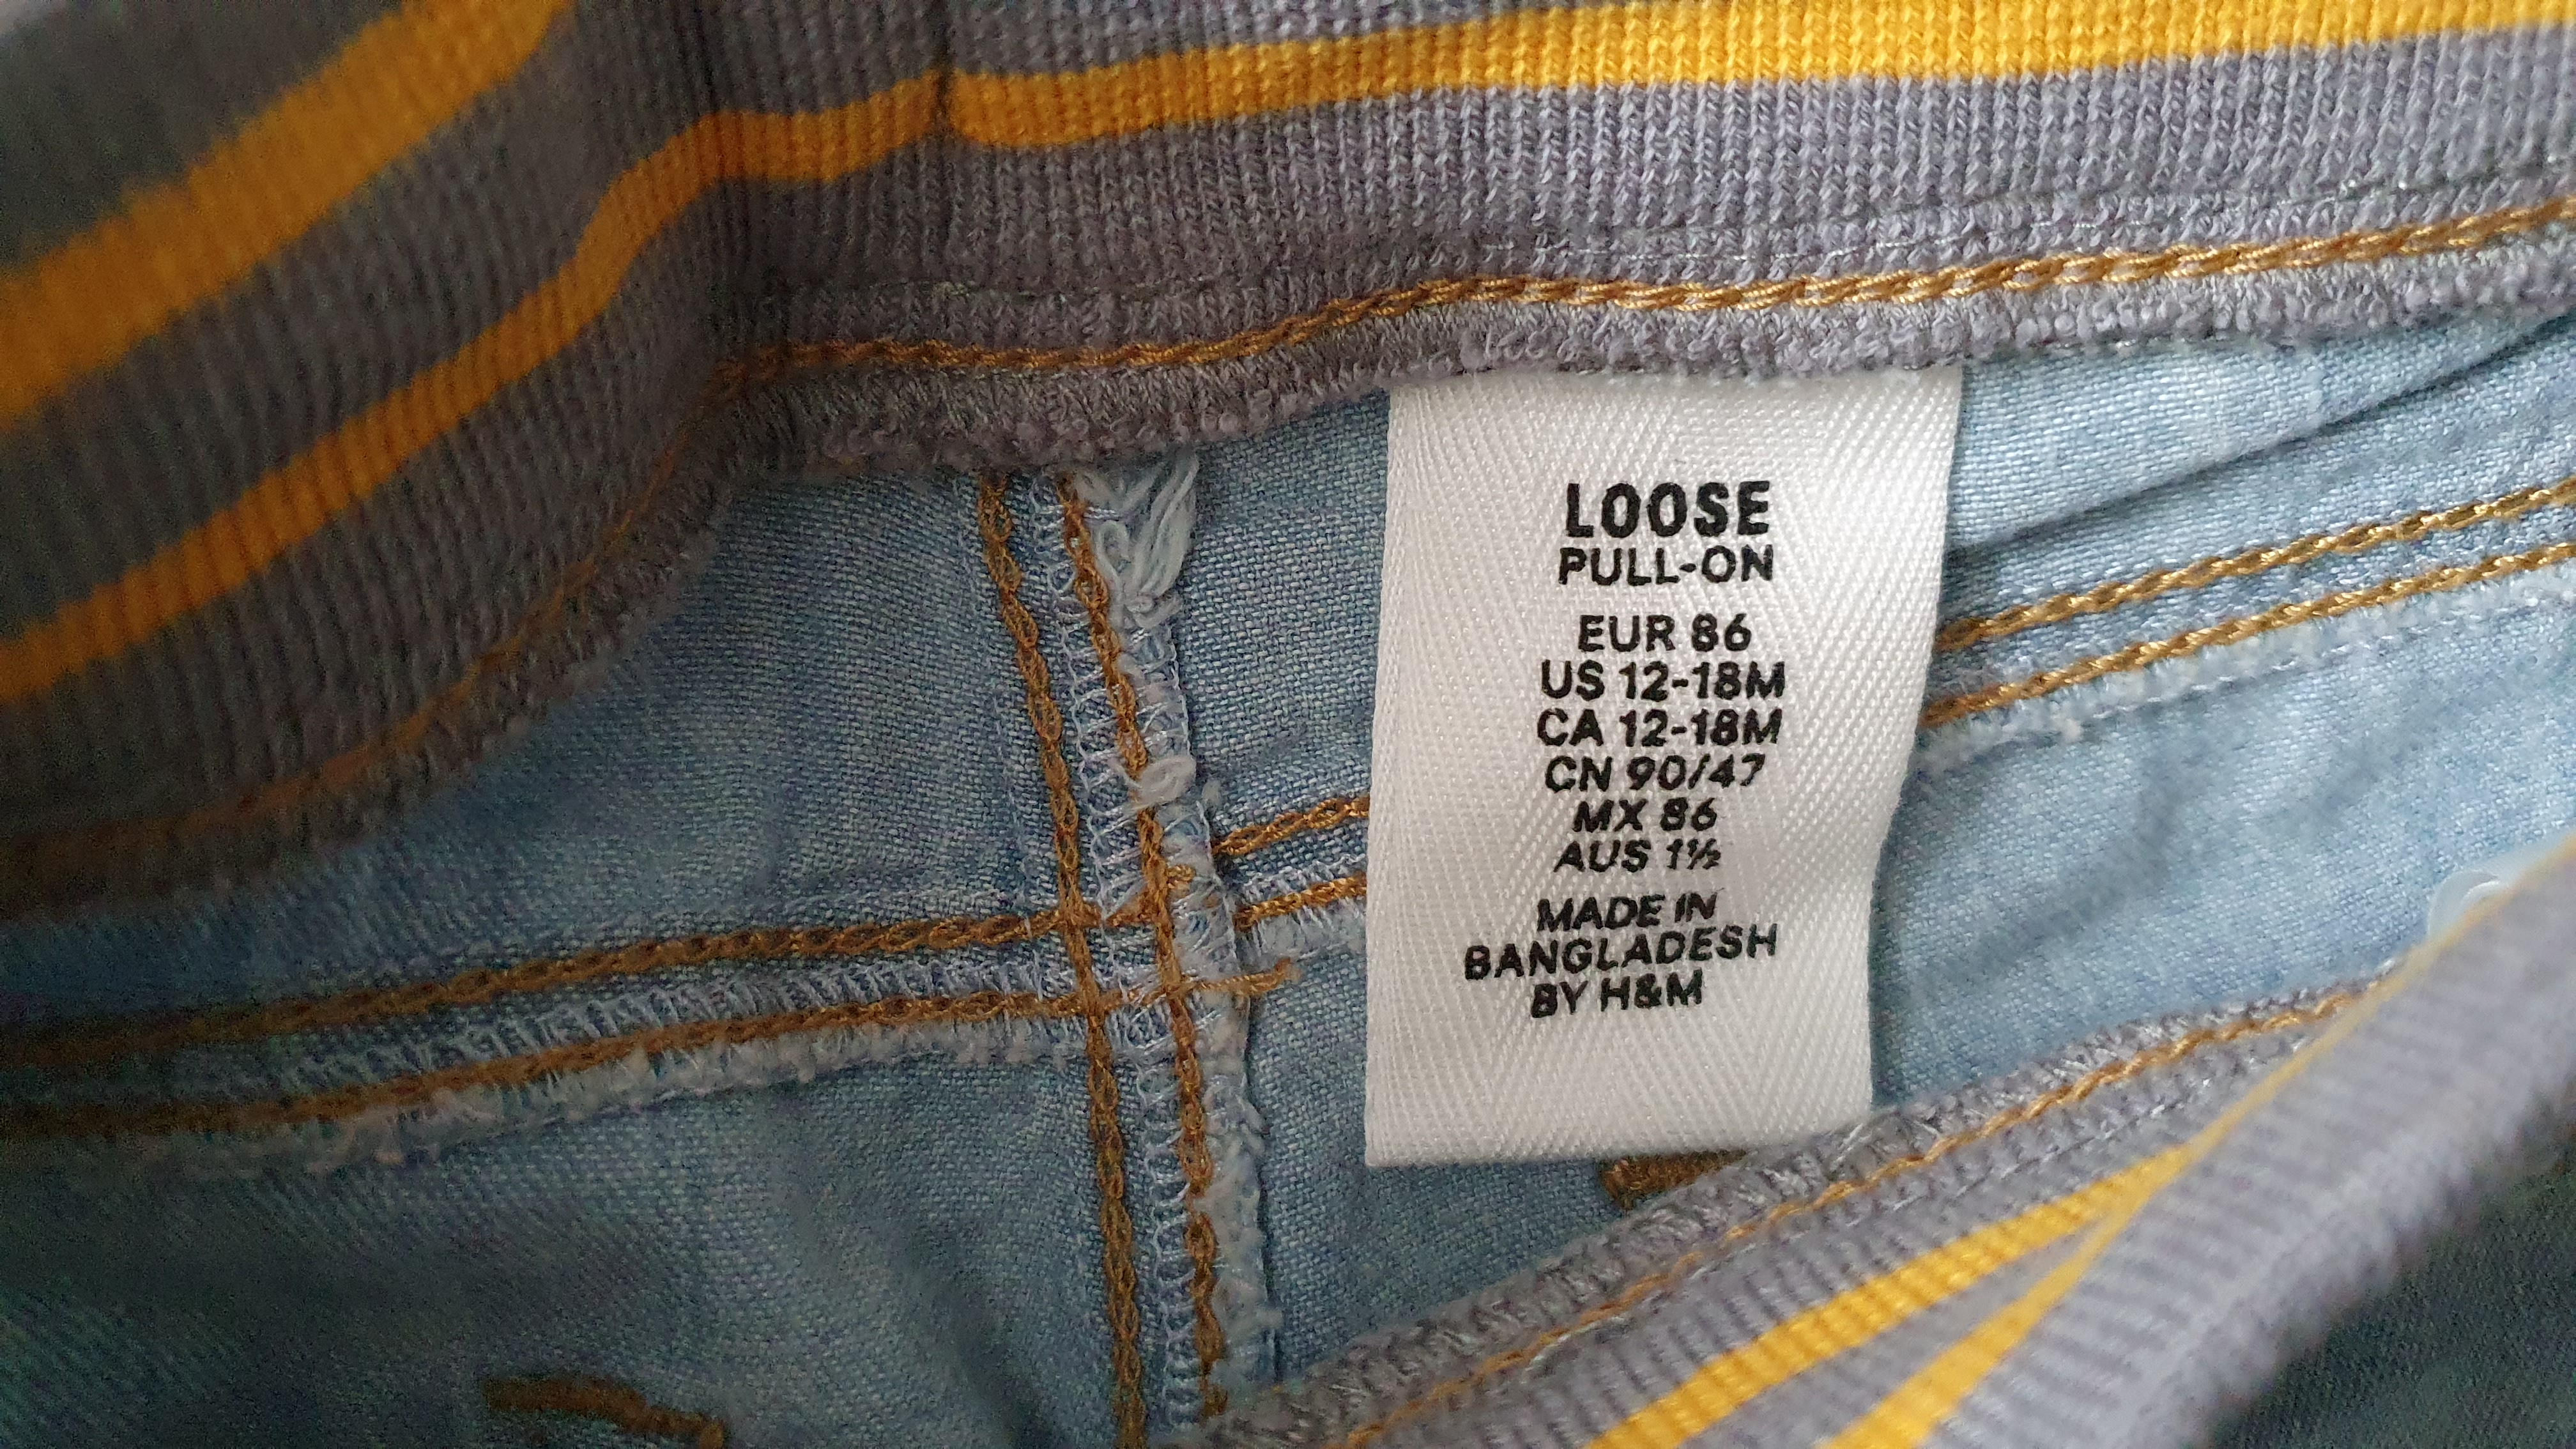 LOOSE
PULL-ON
EUR 86
US 12-18M
CA 12-18M
CN 90/47
MX 86
AUS 1½
MADE IN
BANGLADESH
BY H&M